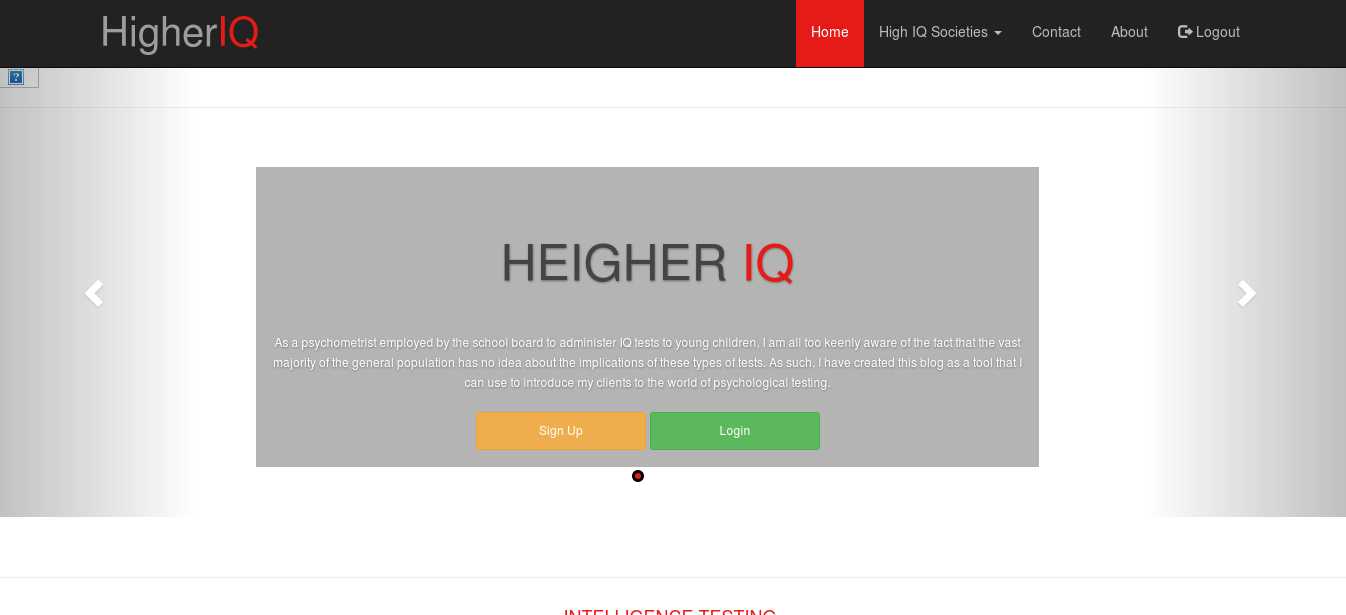 HigherIQ
Home
High IQ Societies
Contact
About
Logout
HEIGHER IQ
As a psychometrist employed by the school board to administer IQ tests to young children, I am all too keenly aware of the fact that the vast
majority of the general population has no idea about the implications of these types of tests. As such, I have created this blog as a tool that I
can use to introduce my clients to the world of psychological testing.
Sign Up
Login
INTELLIGENCE TESTING